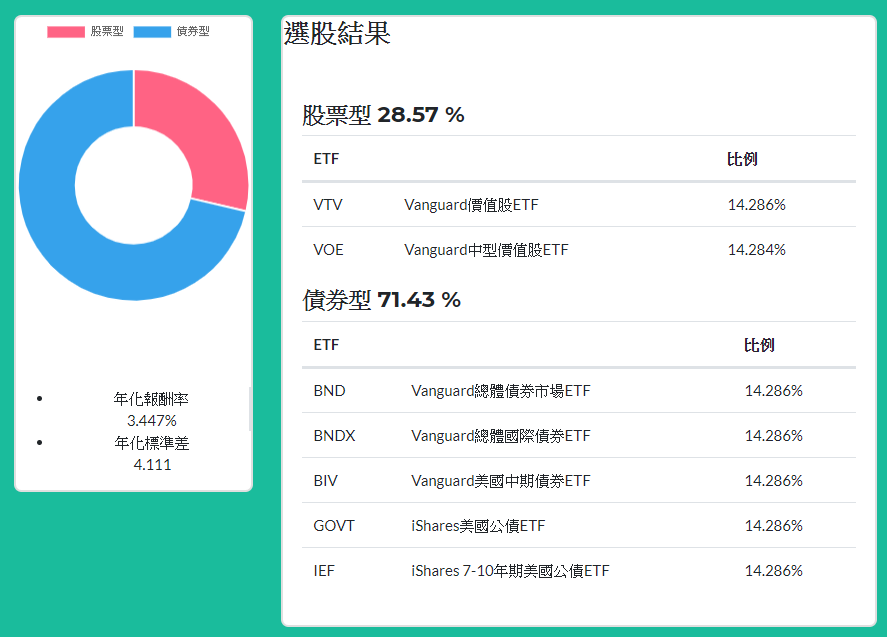 股票型 債券型
年化報酬率
3.447%
年化標準差
4.111
選股結果
股票型 28.57 %
ETF 比例
VTV Vanguard價值股ETF 14.286%
VOE Vanguard中型價值股ETF 14.284%
債券型 71.43 %
ETF 比例
BND Vanguard總體債券市場ETF 14.286%
BNDX Vanguard總體國際債券ETF 14.286%
BIV Vanguard美國中期債券ETF 14.286%
GOVT iShares美國公債ETF 14.286%
IEF iShares 7-10年期美國公債ETF 14.286%